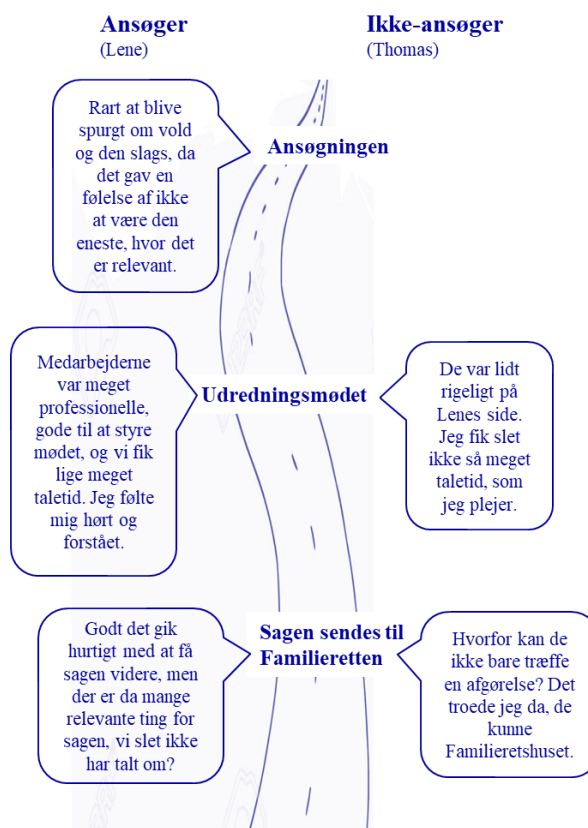 Ansøger
(Lene)
Ikke-ansøger
(Thomas)
Rart at blive
spurgt om vold
og den slags, da
det gav en
følelse af ikke
at være den
eneste, hvor det
er relevant.
Ansøgningen
Medarbejderne
var meget
professionelle,
gode til at styre
mødet, og vi fik
lige meget
taletid. Jeg følte
mig hørt og
forstået.
Udredningsmødet
De var lidt
rigeligt på
Lenes side.
Jeg fik slet
ikke så meget
taletid, som
jeg plejer.
Godt det gik
hurtigt med at få
sagen videre, men
der er da mange
relevante ting for
sagen, vi slet ikke
har talt om?
Sagen sendes til
Familieretten
Hvorfor kan de
ikke bare træffe
en afgørelse? Det
troede jeg da, de
kunne
Familieretshuset.